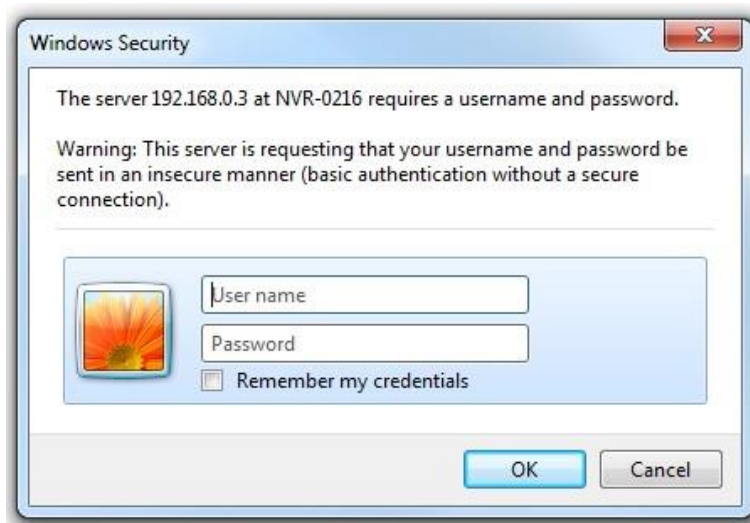 Windows Security
The server 192.168.0.3 at NVR-0216 requires a username and password.
Warning: This server is requesting that your username and password be
sent in an insecure manner (basic authentication without a secure
connection).
User name
Password
Remember my credentials
OK
Cancel